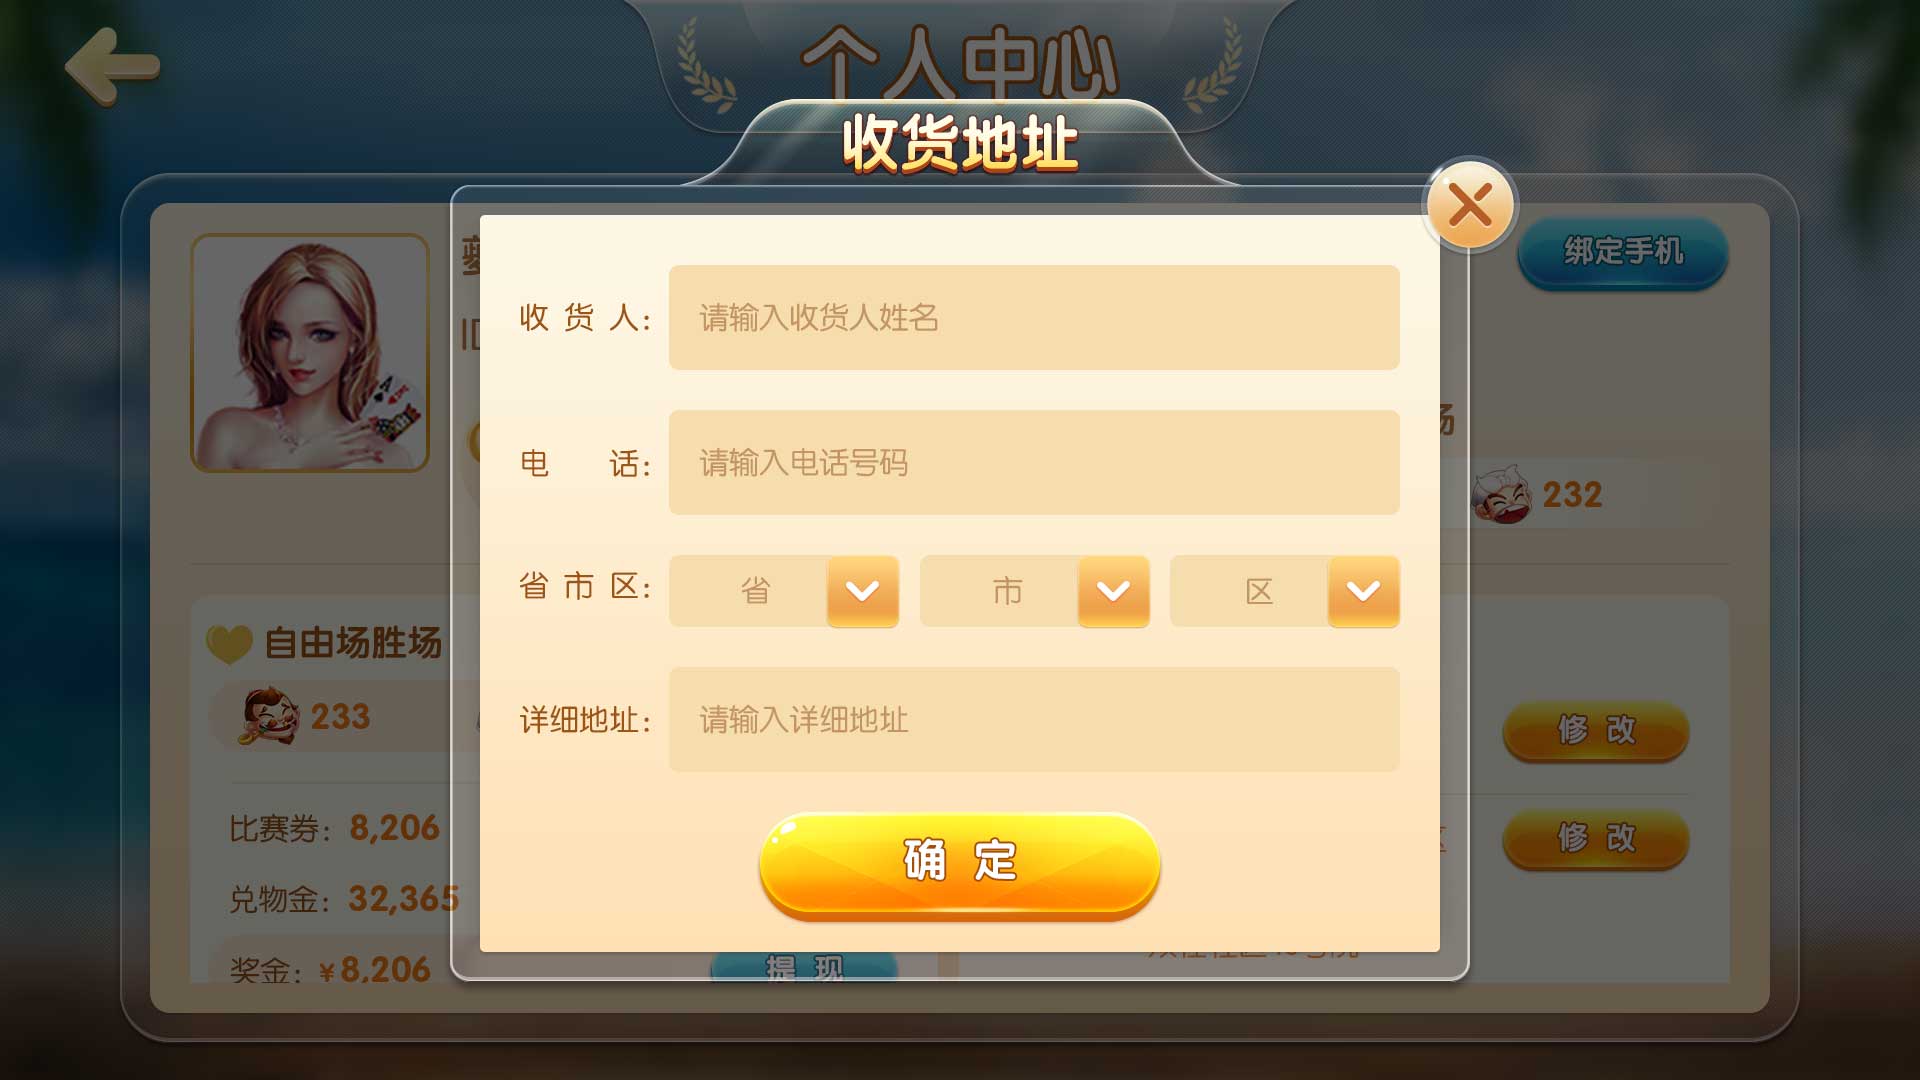 个人中心
收货地址
绑定手机
收 货 人：
请输入收货人姓名
电 话：
请输入电话号码
232
省 市 区：
省
市
区
自由场胜场
233
详细地址：
请输入详细地址
修 改
比赛券：
8,206
修 改
确 定
兑物金：
32,365
奖金：
¥8,206
提 现